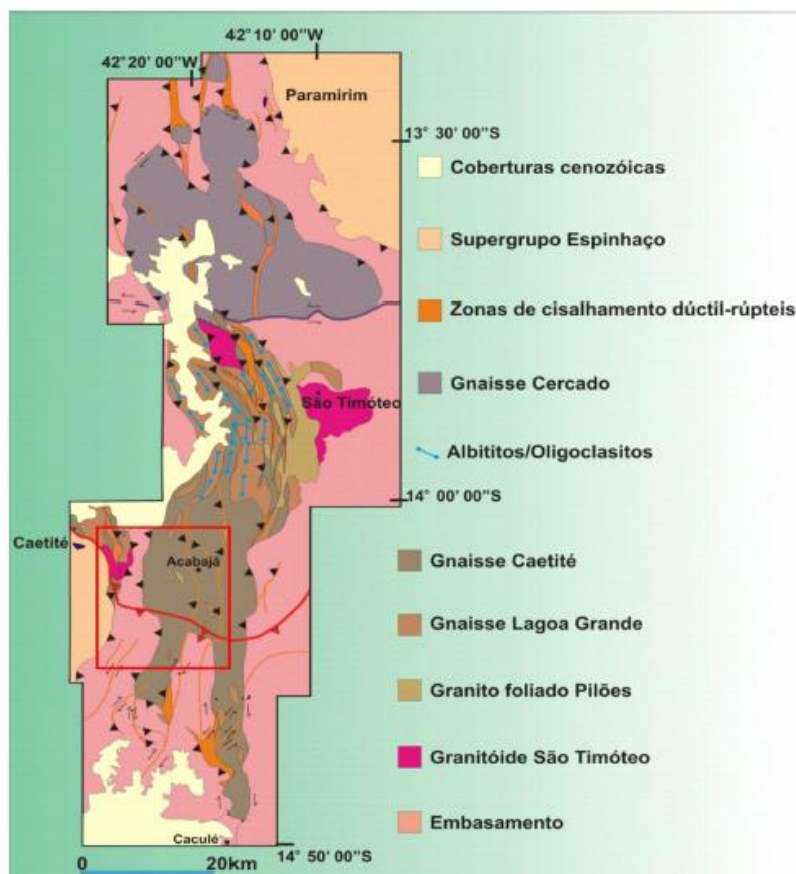 42° 10' 00''W
42° 20' 00''W
Paramirim
13° 30' 00''S
Coberturas cenozóicas
Supergrupo Espinhaço
Zonas de cisalhamento dúctil-rúpteis
Gnaisse Cercado
São Timóteo
Albititos/Oligoclasitos
14° 00' 00''S
Caetité
Acabajá
Gnaisse Caetité
Gnaisse Lagoa Grande
Granito foliado Pilões
Granitóide São Timóteo
Embasamento
Caculé
14° 50' 00''S
0 20km